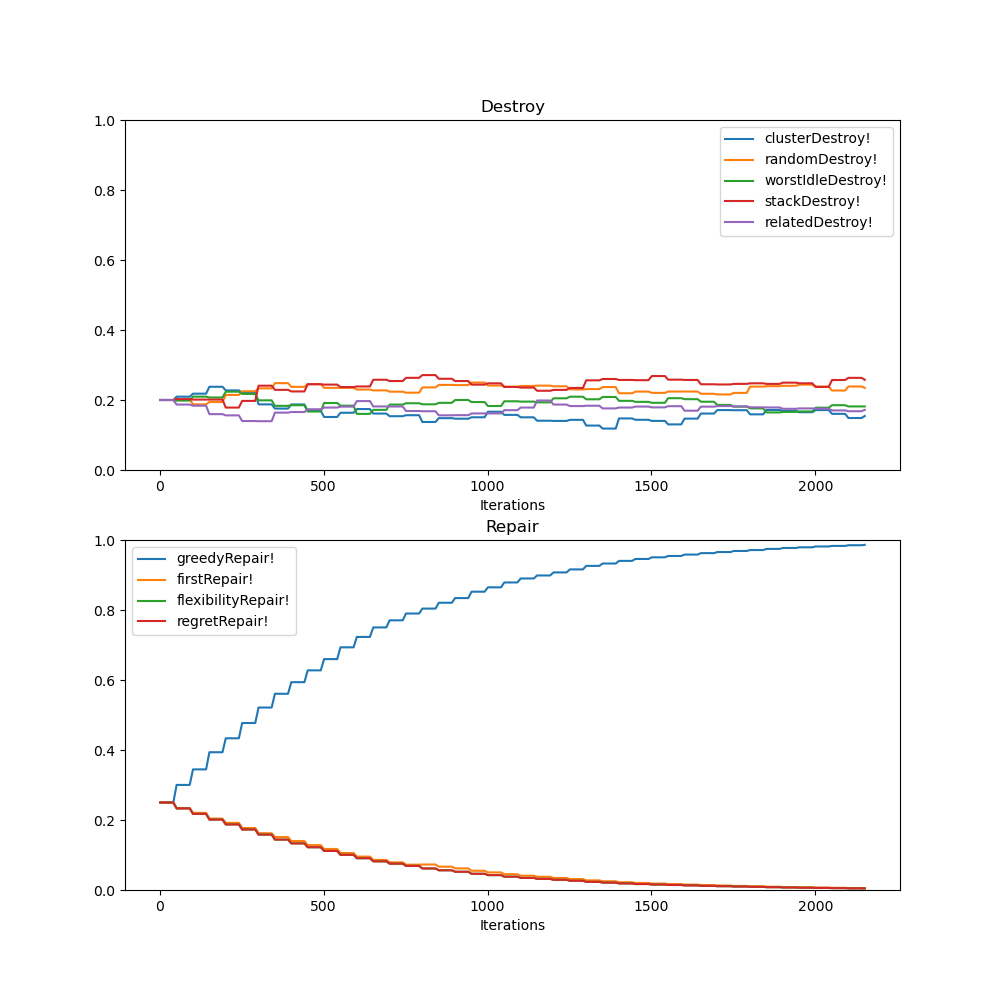 Destroy
1.0
0.8
0.6
0.4
0.2
0.0
clusterDestroy!
randomDestroy!
worstIdleDestroy!
stackDestroy!
relatedDestroy!
0 500 1000 1500 2000
Iterations
Repair
1.0
0.8
0.6
0.4
0.2
0.0
greedyRepair!
firstRepair!
flexibilityRepair!
regretRepair!
0 500 1000 1500 2000
Iterations